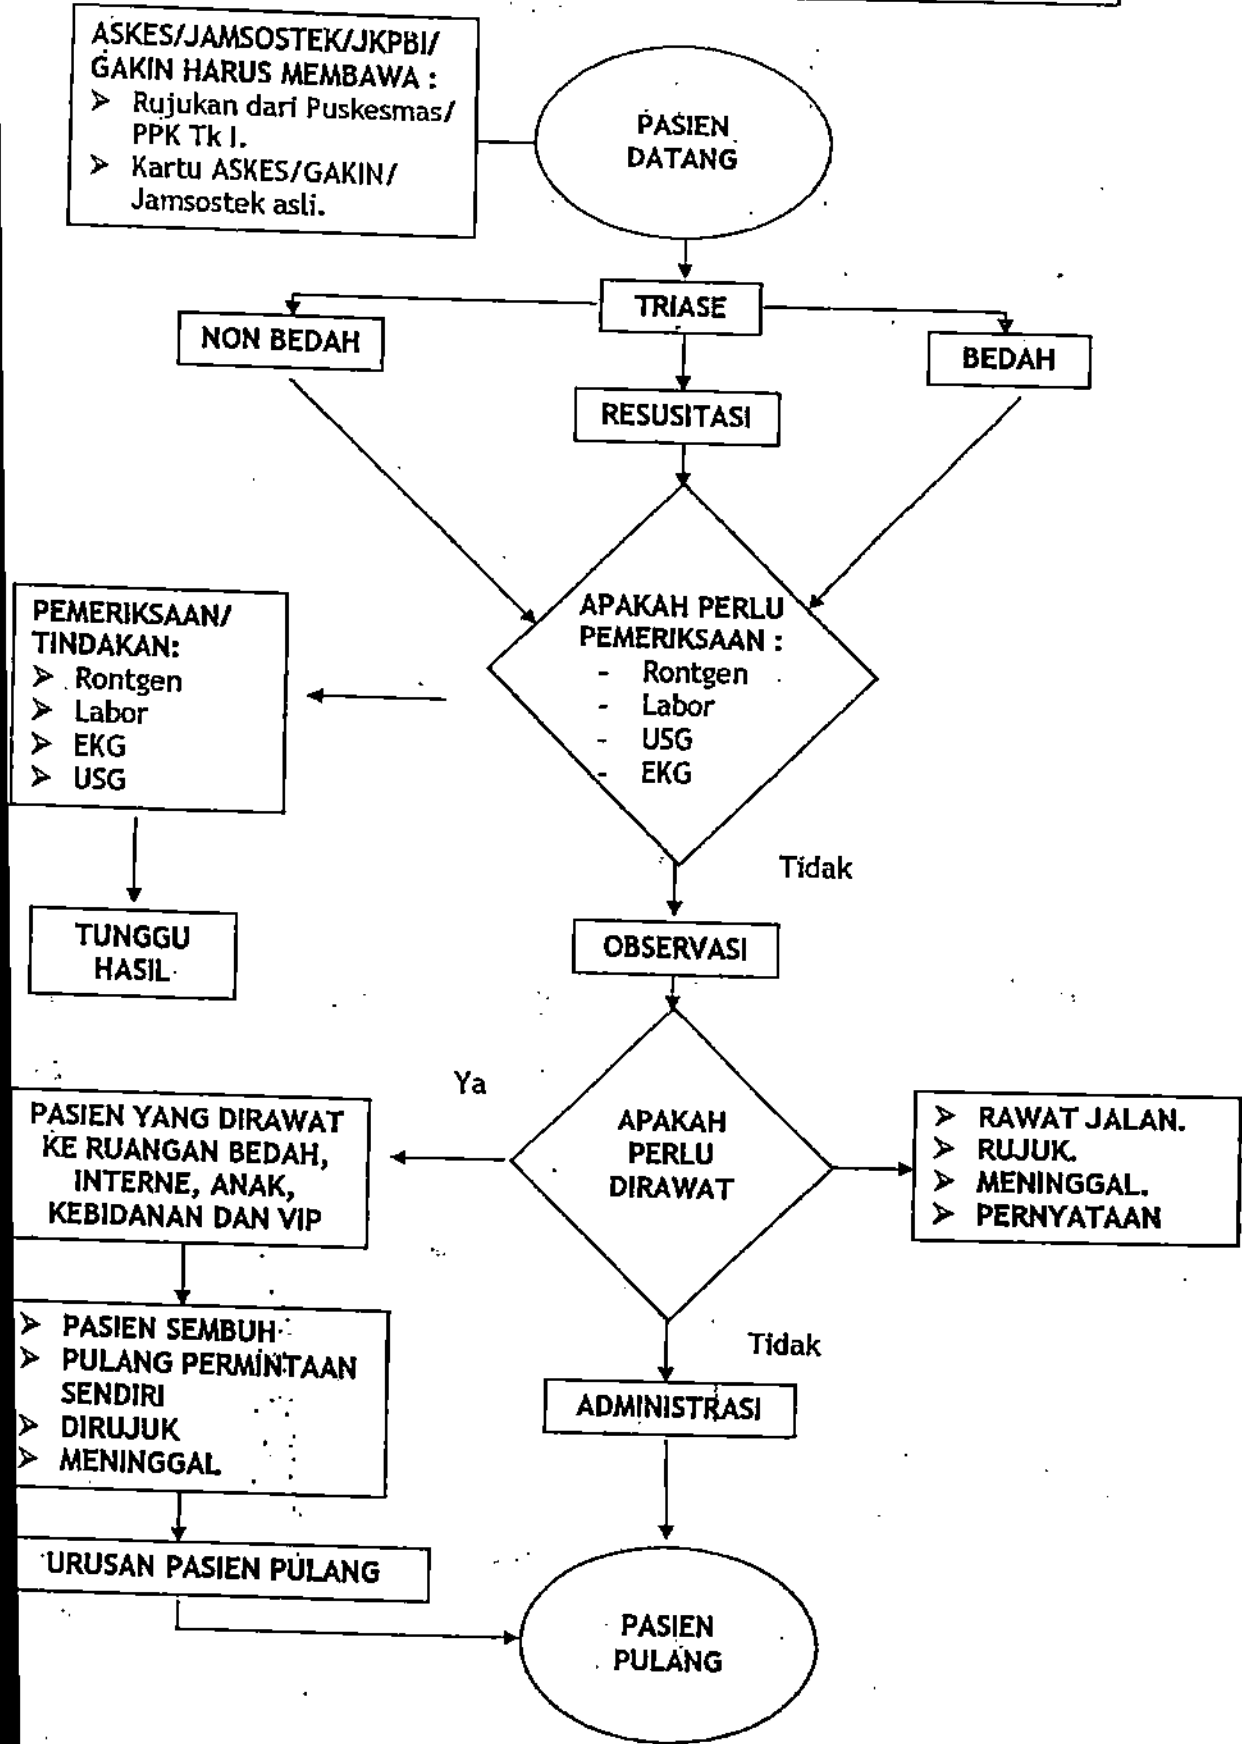 ASKES/JAMSOSTEK/JKPBI/
GAKIN HARUS MEMBAWA :
➤ Rujukan dari Puskesmas/
PPK Tk I.
➤ Kartu ASKES/GAKIN/
Jamsostek asli.
PASIEN
DATANG
TRIASE
NON BEDAH
BEDAH
RESUSITASI
APAKAH PERLU
PEMERIKSAAN :
- Rontgen
- Labor
- USG
- EKG
PEMERIKSAAN/
TINDAKAN:
➤ Rontgen
➤ Labor
➤ EKG
➤ USG
Tidak
TUNGGU
HASIL
OBSERVASI
Ya
APAKAH
PERLU
DIRAWAT
PASIEN YANG DIRAWAT
KE RUANGAN BEDAH,
INTERNE, ANAK,
KEBIDANAN DAN VIP
➤ RAWAT JALAN.
➤ RUJUK.
➤ MENINGGAL.
➤ PERNYATAAN
➤ PASIEN SEMBUH
➤ PULANG PERMINTAAN
SENDIRI
➤ DIRUJUK
➤ MENINGGAL
Tidak
ADMINISTRASI
URUSAN PASIEN PULANG
PASIEN
PULANG